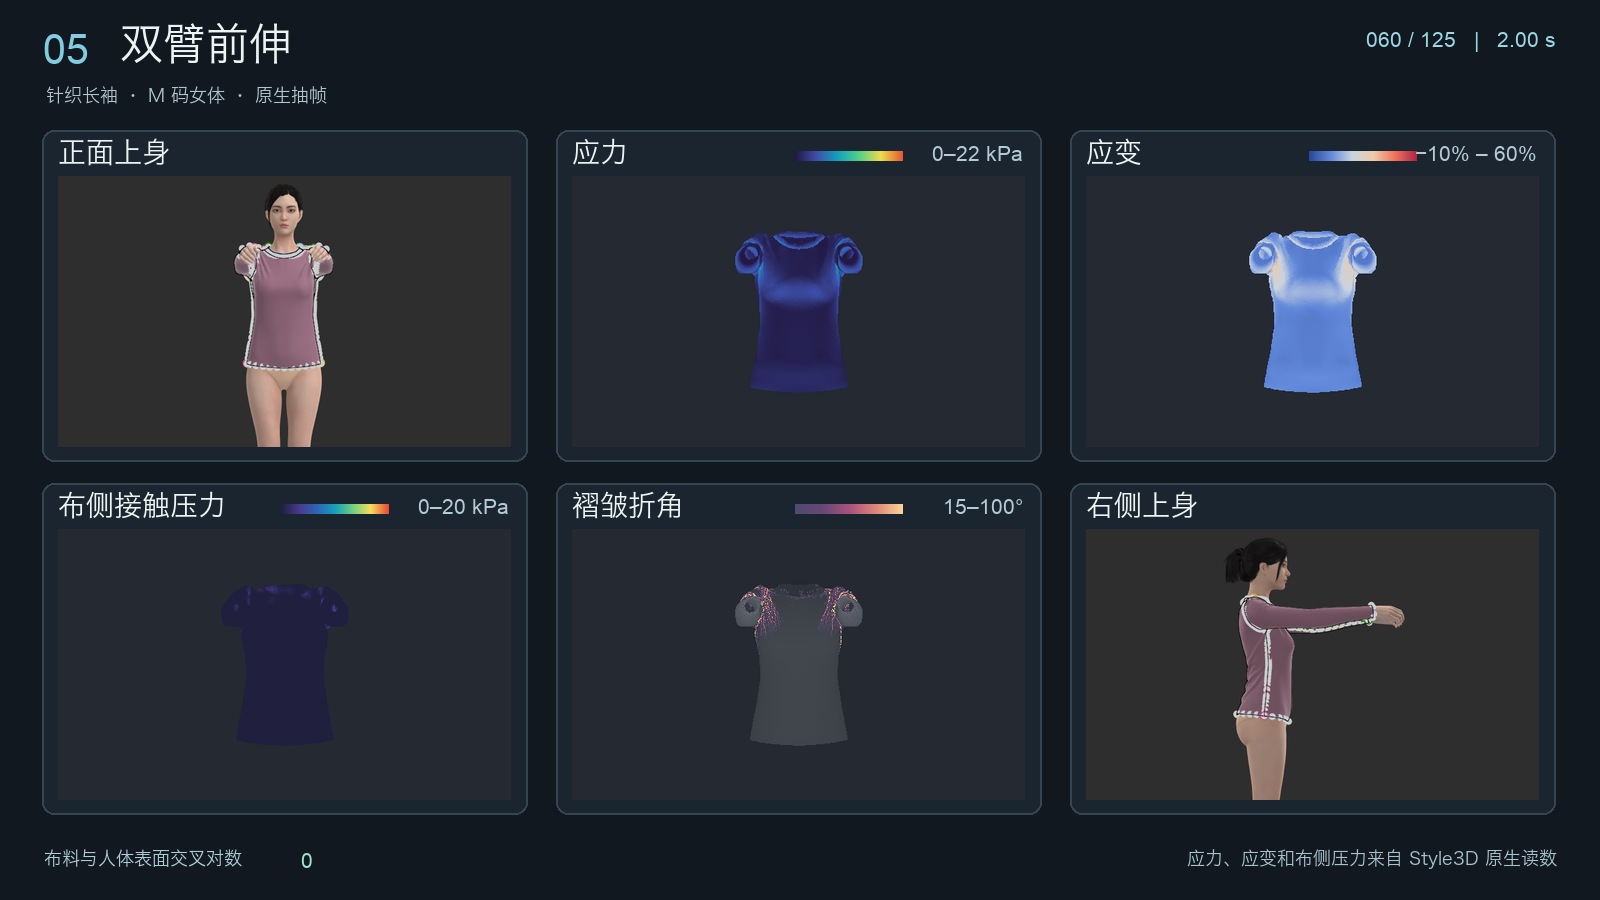 05 双臂前伸
060 / 125 | 2.00 s
针织长袖 · M 码女体 · 原生抽帧
正面上身
应力 0–22 kPa
应变 −10% – 60%
布侧接触压力 0–20 kPa
褶皱折角 15–100°
右侧上身
布料与人体表面交叉对数 0
应力、应变和布侧压力来自 Style3D 原生读数